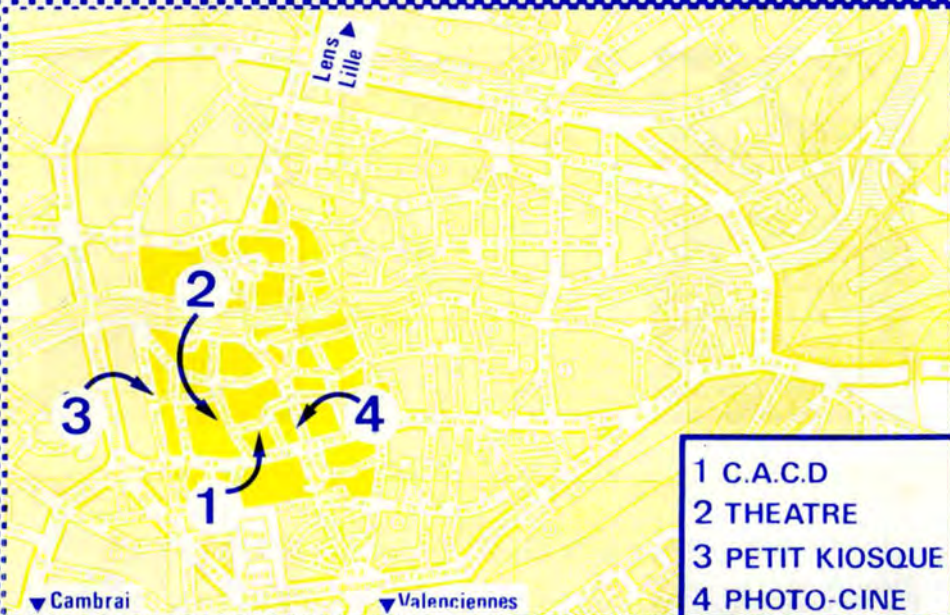 Lens
Lille
2
3
4
1
Cambrai
Valenciennes
1 C.A.C.D
2 THEATRE
3 PETIT KIOSQUE
4 PHOTO-CINE